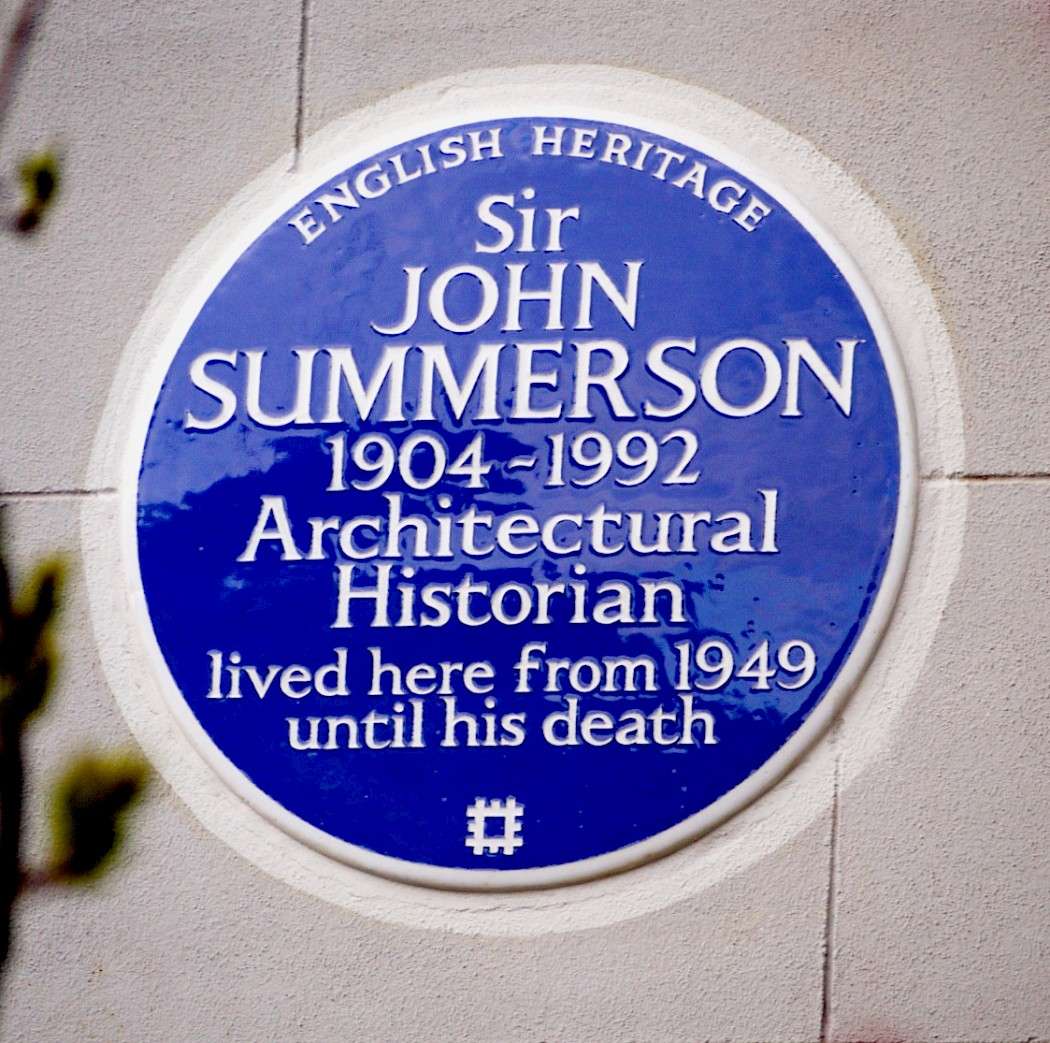 ENGLISH HERITAGE
Sir
JOHN
SUMMERSON
1904-1992
Architectural
Historian
lived here from 1949
until his death